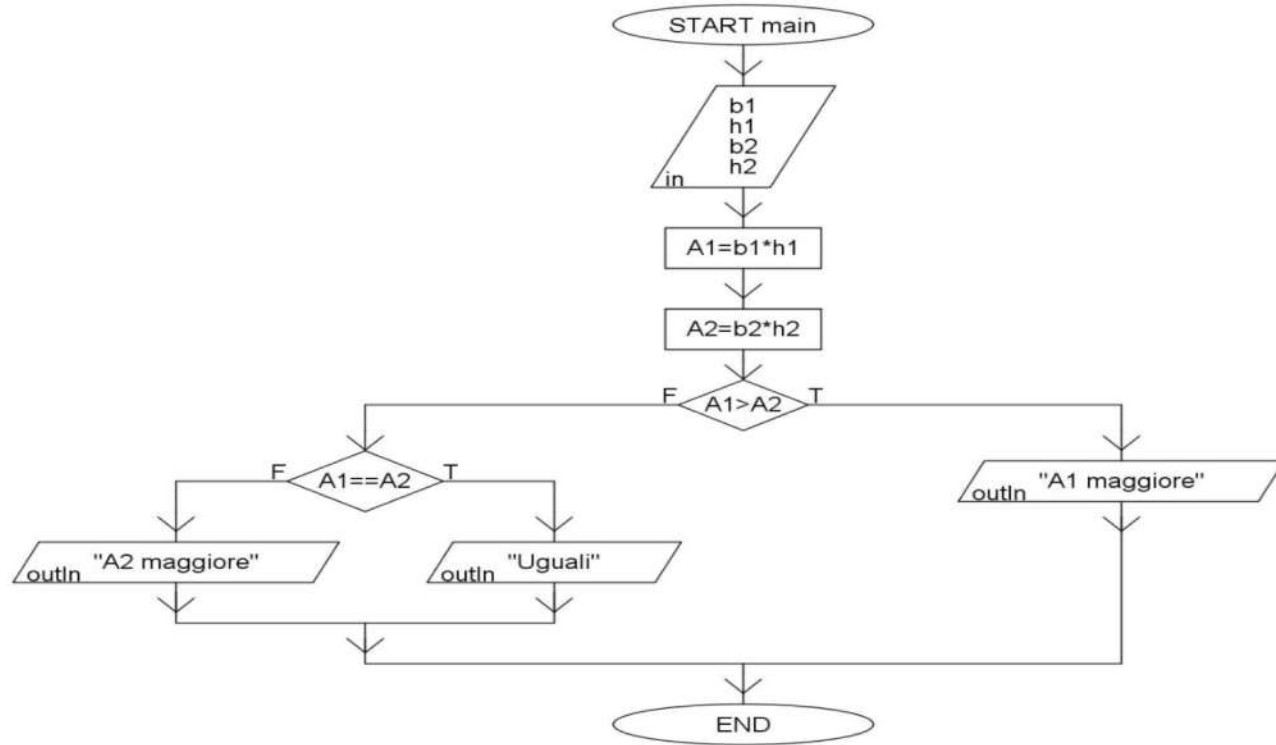 START main
b1
h1
b2
h2
in
A1=b1*h1
A2=b2*h2
F
A1>A2
T
F
A1==A2
T
"A1 maggiore"
outln
"A2 maggiore"
outln
"Uguali"
outln
END